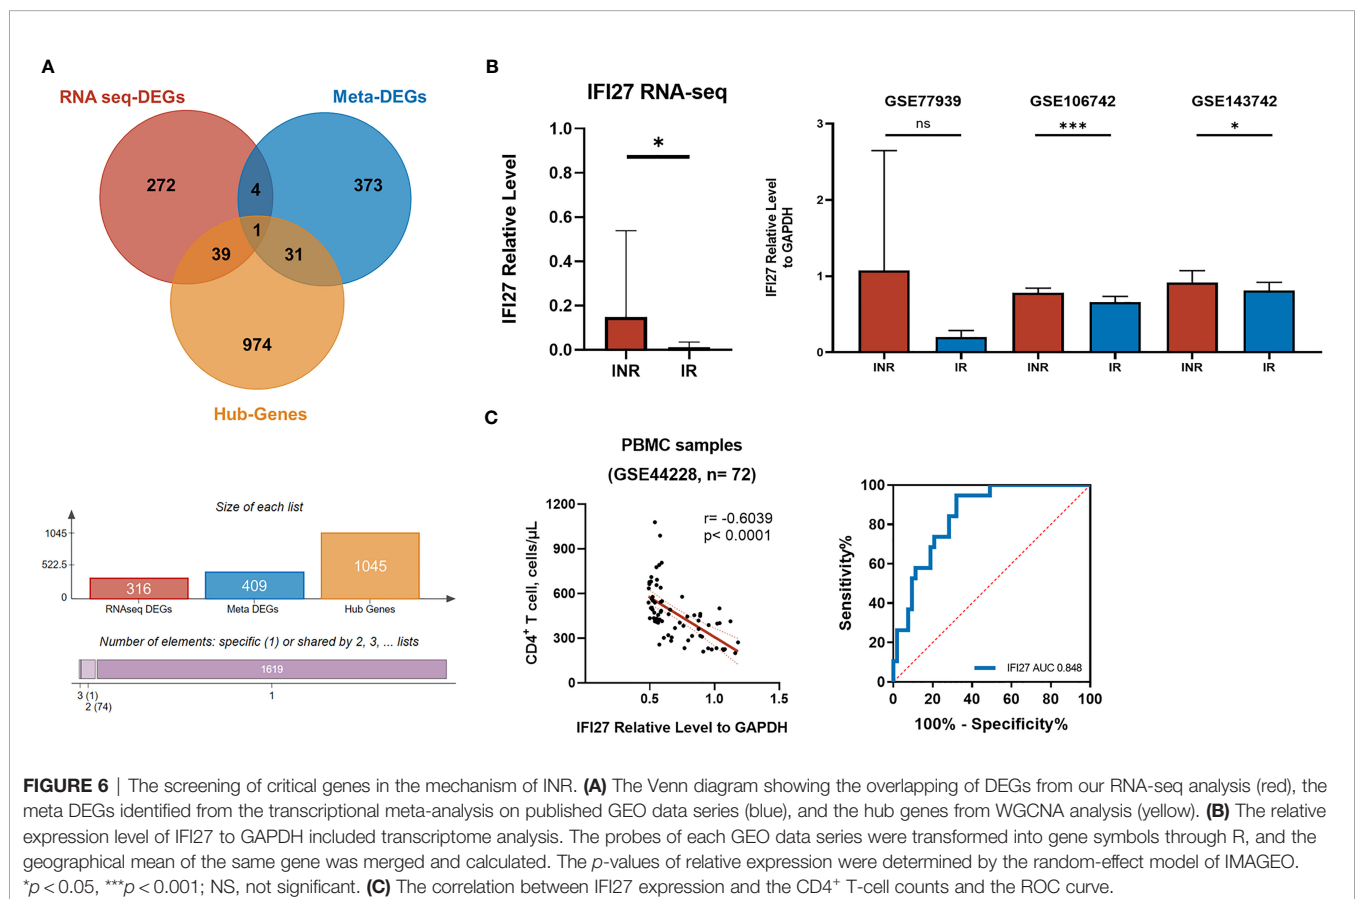 A
RNA seq-DEGs
Meta-DEGs
272
4
373
1
39
31
974
Hub-Genes
Size of each list
1045
522.5
0
316
409
1045
RNAseq DEGs
Meta DEGs
Hub Genes
Number of elements: specific (1) or shared by 2, 3, ... lists
1619
3 (1)
2 (74)
1
B
IFI27 RNA-seq
IFI27 Relative Level
1.0
0.8
0.6
0.4
0.2
0.0
*
INR
IR
GSE77939
GSE106742
GSE143742
ns
***
*
IFI27 Relative Level
to GAPDH
3
2
1
0
INR
IR
INR
IR
INR
IR
C
PBMC samples
(GSE44228, n= 72)
r= -0.6039
p< 0.0001
CD4+ T cell, cells/μL
1200
900
600
300
0
0.5
1.0
1.5
IFI27 Relative Level to GAPDH
Sensitivity%
100
80
60
40
20
0
IFI27 AUC 0.848
0
20
40
60
80
100
100% - Specificity%
FIGURE 6 | The screening of critical genes in the mechanism of INR. (A) The Venn diagram showing the overlapping of DEGs from our RNA-seq analysis (red), the
meta DEGs identified from the transcriptional meta-analysis on published GEO data series (blue), and the hub genes from WGCNA analysis (yellow). (B) The relative
expression level of IFI27 to GAPDH included transcriptome analysis. The probes of each GEO data series were transformed into gene symbols through R, and the
geographical mean of the same gene was merged and calculated. The p-values of relative expression were determined by the random-effect model of IMAGEO.
*p < 0.05, ***p < 0.001; NS, not significant. (C) The correlation between IFI27 expression and the CD4+ T-cell counts and the ROC curve.